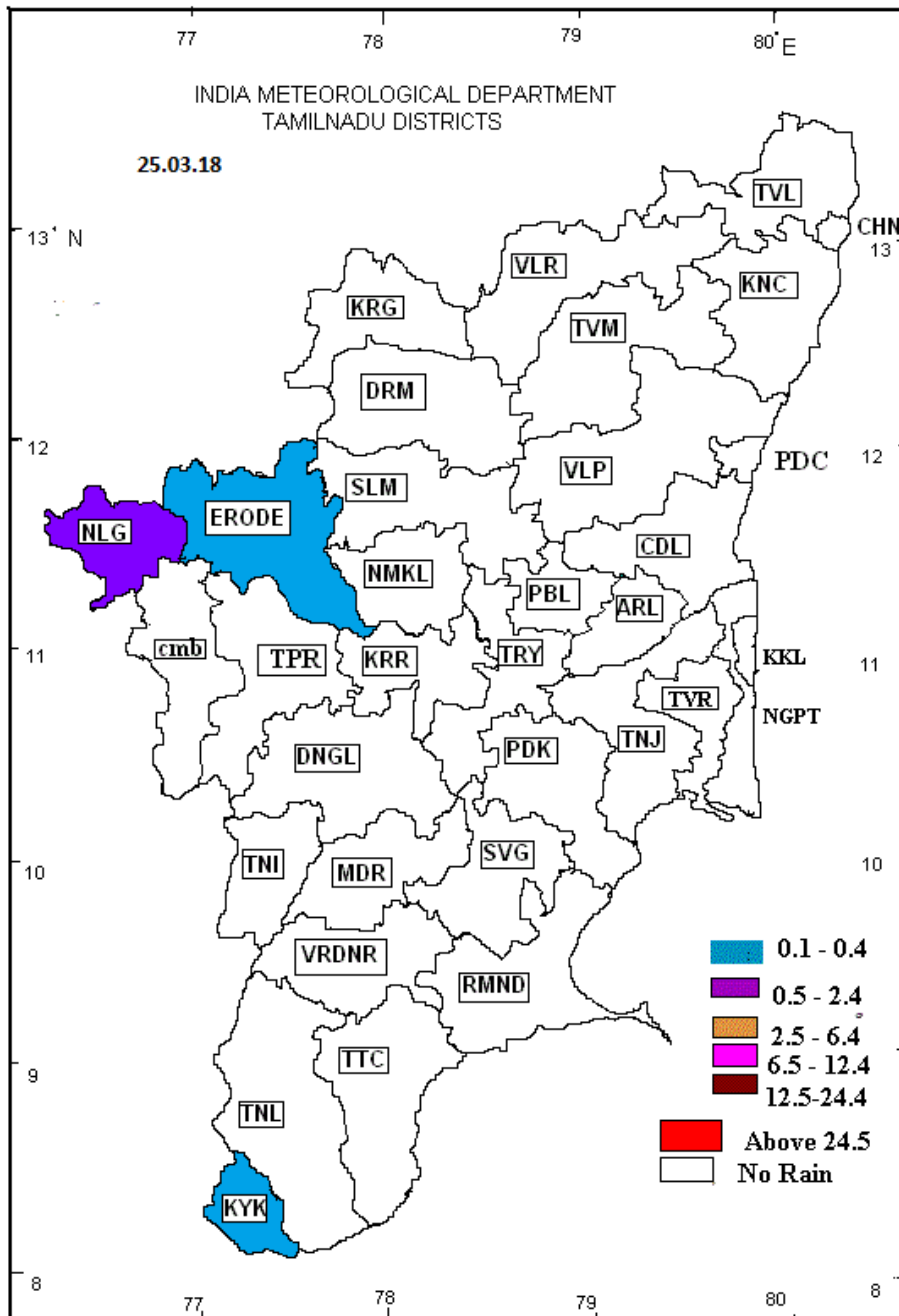 77 78 79 80° E
INDIA METEOROLOGICAL DEPARTMENT
TAMILNADU DISTRICTS
25.03.18
TVL
13° N
CHN
13
VLR
KNC
KRG
TVM
DRM
12
12
PDC
VLP
SLM
ERODE
NLG
CDL
NMKL
PBL
ARL
cmb
TPR
KRR
TRY
11
KKL
11
TVR
NGPT
DNGL
PDK
TNJ
TNI
MDR
SVG
10
10
VRDNR
RMND
0.1 - 0.4
0.5 - 2.4
2.5 - 6.4
6.5 - 12.4
12.5-24.4
9
TTC
TNL
Above 24.5
No Rain
KYK
8
8
77 78 79 80